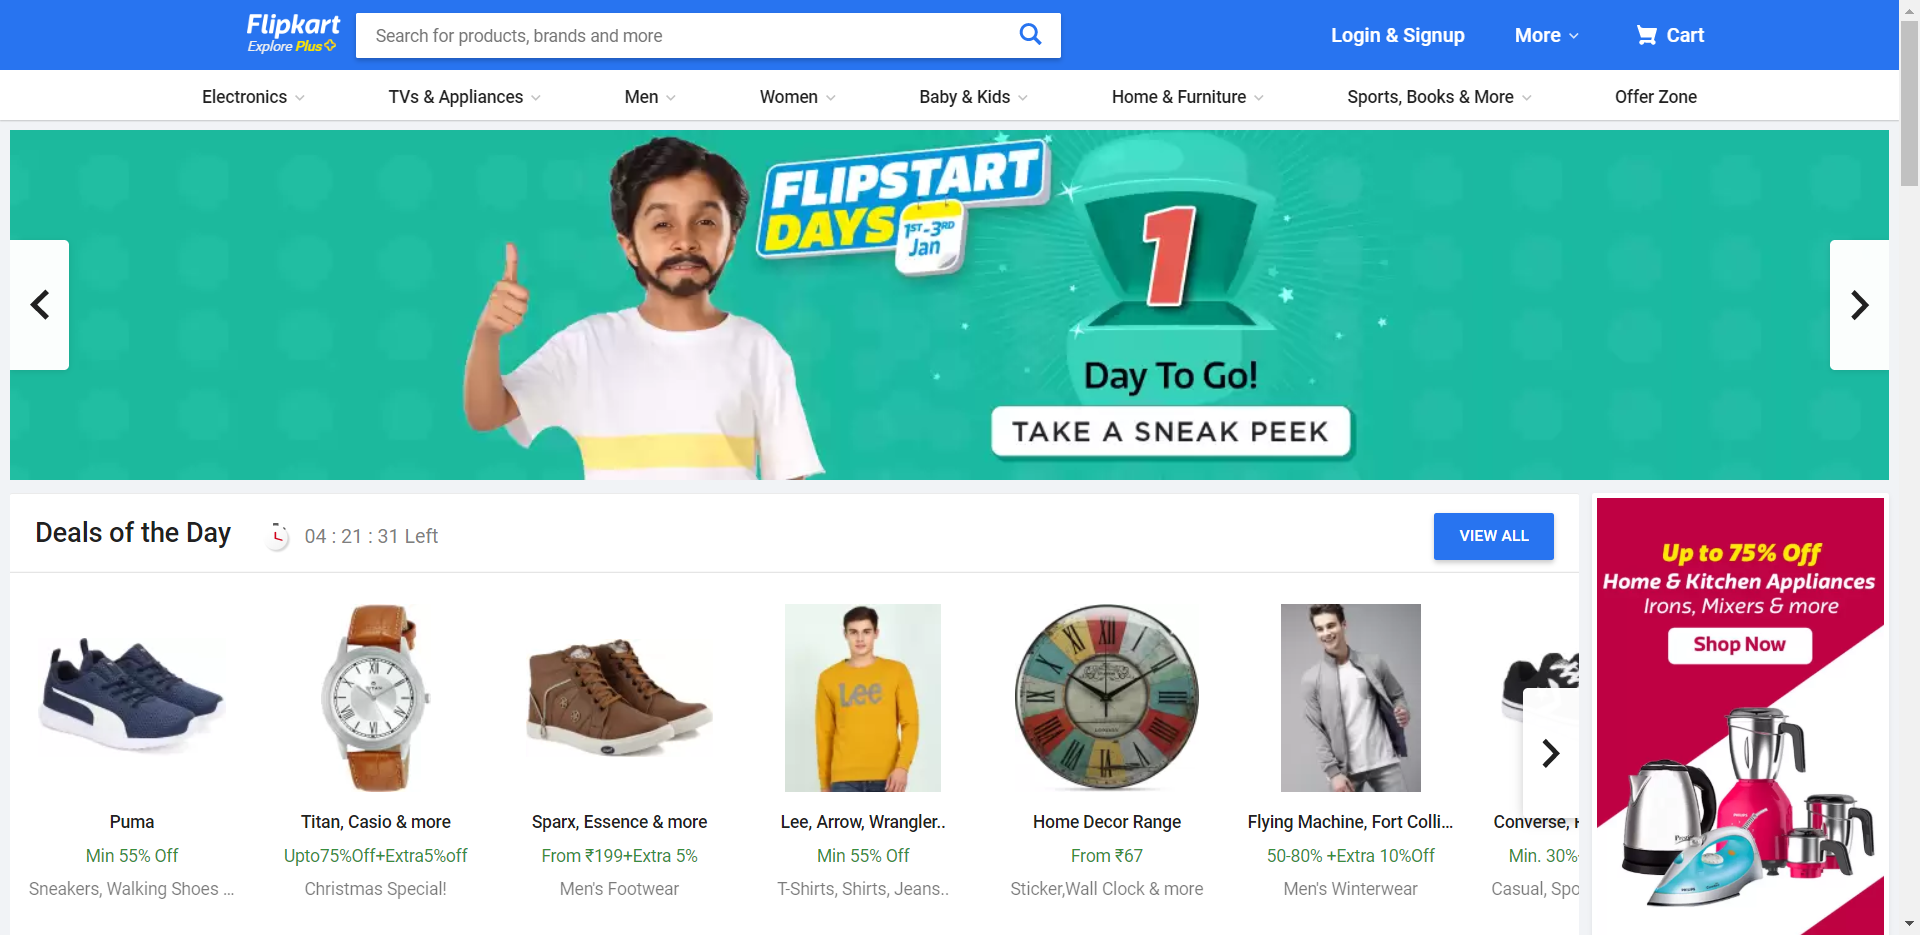 Flipkart
Explore Plus
Search for products, brands and more
Login & Signup
More
Cart
Electronics
TVs & Appliances
Men
Women
Baby & Kids
Home & Furniture
Sports, Books & More
Offer Zone
FLIPSTART
DAYS
1ST-3RD
Jan
1
Day To Go!
TAKE A SNEAK PEEK
Deals of the Day
04 : 21 : 31 Left
VIEW ALL
Lee
TITAN
Puma
Min 55% Off
Sneakers, Walking Shoes ...
Titan, Casio & more
Upto75%Off+Extra5%off
Christmas Special!
Sparx, Essence & more
From ₹199+Extra 5%
Men's Footwear
Lee, Arrow, Wrangler..
Min 55% Off
T-Shirts, Shirts, Jeans..
Home Decor Range
From ₹67
Sticker,Wall Clock & more
Flying Machine, Fort Colli...
50-80% +Extra 10%Off
Men's Winterwear
Converse,
Min. 30%
Casual, Spo
Up to 75% Off
Home & Kitchen Appliances
Irons, Mixers & more
Shop Now
PHILIPS